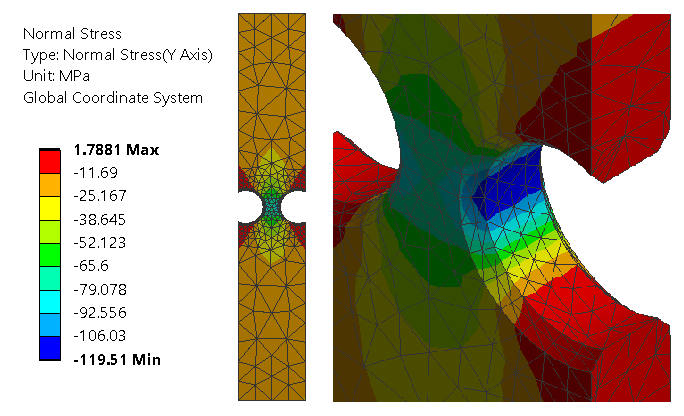 Normal Stress
Type: Normal Stress(Y Axis)
Unit: MPa
Global Coordinate System
1.7881 Max
-11.69
-25.167
-38.645
-52.123
-65.6
-79.078
-92.556
-106.03
-119.51 Min